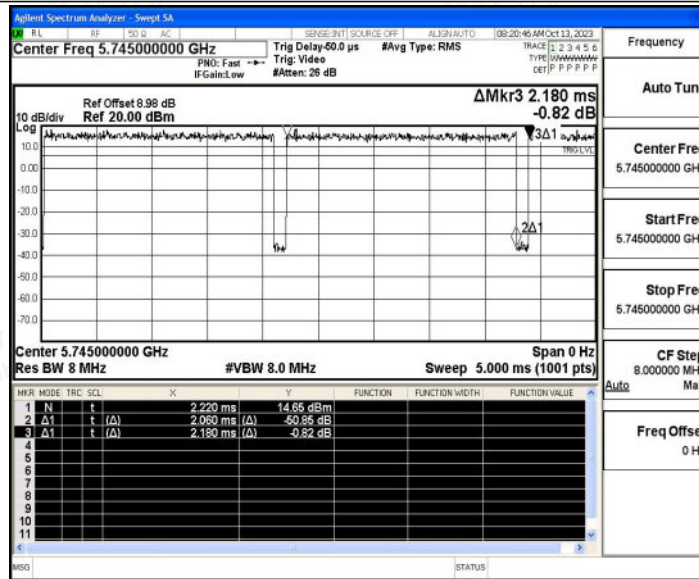 Agilent Spectrum Analyzer - Swept SA
RL RF 50 Ω AC SENSE:INT SOURCE OFF ALIGNAUTO 08:20:46 AM Oct 13, 2023
Center Freq 5.745000000 GHz
PNO: Fast
IFGain:Low
Trig Delay-50.0 µs
Trig: Video
#Atten: 26 dB
#Avg Type: RMS
TRACE 1 2 3 4 5 6
TYPE WWWWWW
DET P P P P P P
Ref Offset 8.98 dB
10 dB/div Ref 20.00 dBm
ΔMkr3 2.180 ms
-0.82 dB
Log
10.0
0.00
-10.0
-20.0
-30.0
-40.0
-50.0
-60.0
-70.0
3Δ1
TRIG LVL
2Δ1
Center 5.745000000 GHz Span 0 Hz
Res BW 8 MHz #VBW 8.0 MHz Sweep 5.000 ms (1001 pts)
MKR MODE TRC SCL X Y FUNCTION FUNCTION WIDTH FUNCTION VALUE
1 N t 2.220 ms 14.65 dBm
2 Δ1 t (Δ) 2.060 ms (Δ) -50.85 dB
3 Δ1 t (Δ) 2.180 ms (Δ) -0.82 dB
4
5
6
7
8
9
10
11
MSG STATUS
Frequency
Auto Tun
Center Fre
5.745000000 GH
Start Fre
5.745000000 GH
Stop Fre
5.745000000 GH
CF Step
8.000000 MH
Auto Ma
Freq Offse
0 H